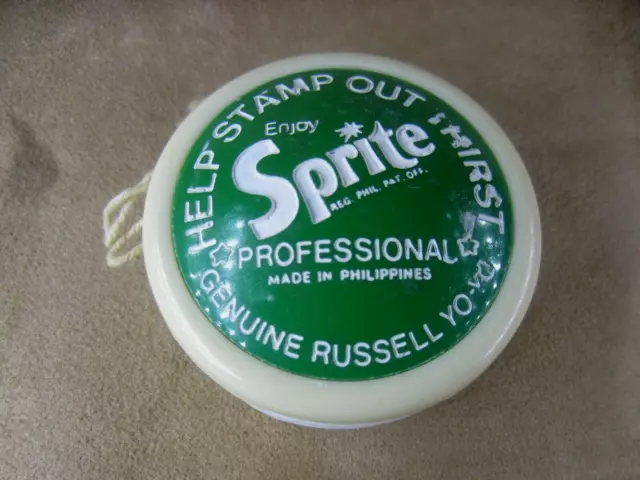 HELP STAMP OUT THIRST
Enjoy
Sprite
REG. PHIL. PAT. OFF.
PROFESSIONAL
MADE IN PHILIPPINES
GENUINE RUSSELL YO-YO